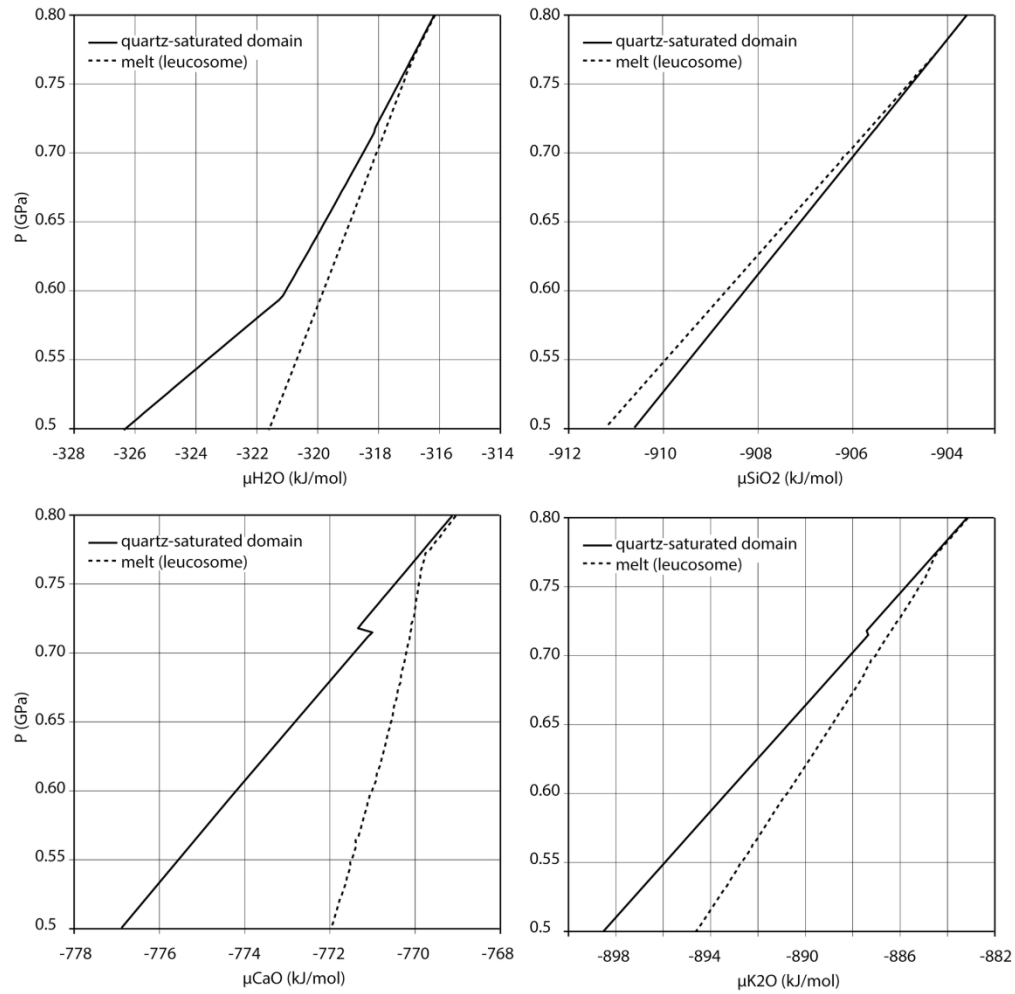 0.80
quartz-saturated domain
melt (leucosome)
0.75
0.70
P (GPa)
0.65
0.60
0.55
0.5
-328 -326 -324 -322 -320 -318 -316 -314
μH2O (kJ/mol)
0.80
quartz-saturated domain
melt (leucosome)
0.75
0.70
0.65
0.60
0.55
0.5
-912 -910 -908 -906 -904
μSiO2 (kJ/mol)
0.80
quartz-saturated domain
melt (leucosome)
0.75
0.70
P (GPa)
0.65
0.60
0.55
0.5
-778 -776 -774 -772 -770 -768
μCaO (kJ/mol)
0.80
quartz-saturated domain
melt (leucosome)
0.75
0.70
0.65
0.60
0.55
0.5
-898 -894 -890 -886 -882
μK2O (kJ/mol)